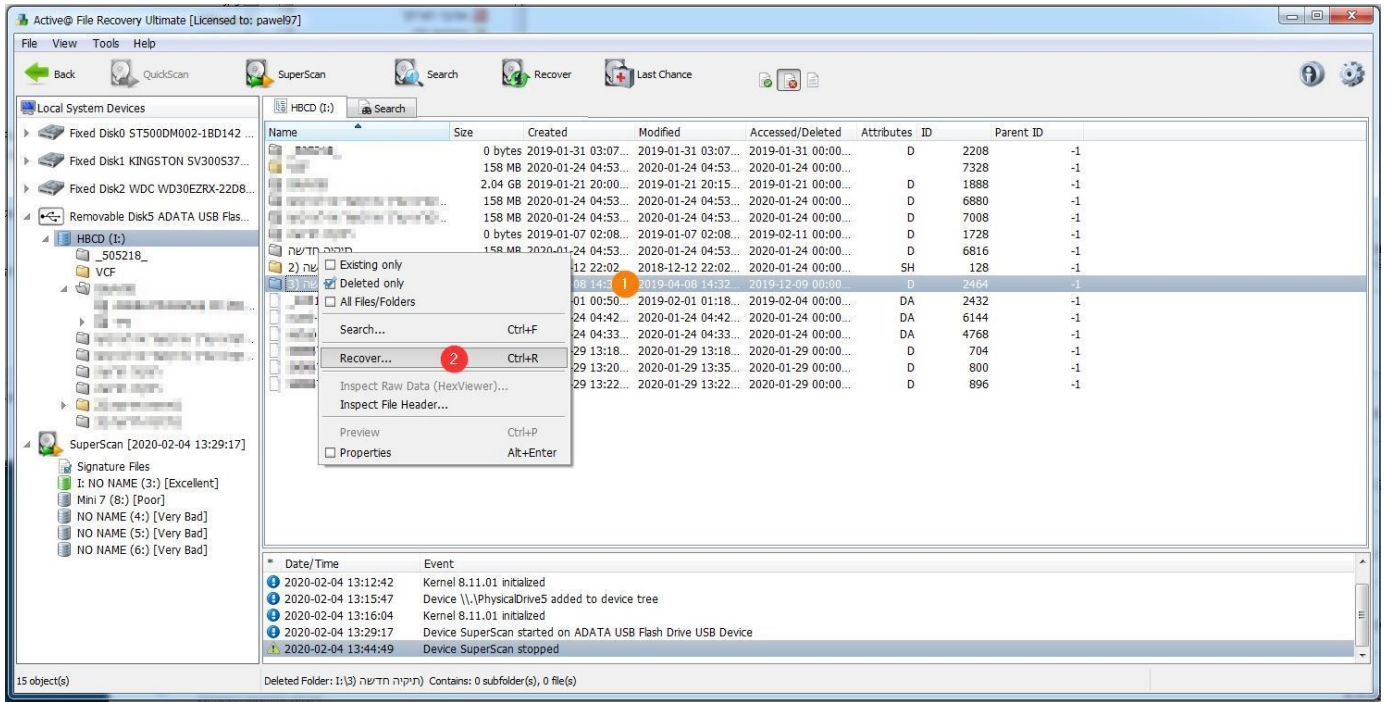 Active@ File Recovery Ultimate [Licensed to: pawel97]
File View Tools Help
Back QuickScan SuperScan Search Recover Last Chance
Local System Devices
Fixed Disk0 ST500DM002-1BD142 ...
Fixed Disk1 KINGSTON SV300S37...
Fixed Disk2 WDC WD30EZRX-22D8...
Removable Disk5 ADATA USB Flas...
HBCD (I:)
_505218_
VCF
SuperScan [2020-02-04 13:29:17]
Signature Files
I: NO NAME (3:) [Excellent]
Mini 7 (8:) [Poor]
NO NAME (4:) [Very Bad]
NO NAME (5:) [Very Bad]
NO NAME (6:) [Very Bad]
HBCD (I:) Search
Name Size Created Modified Accessed/Deleted Attributes ID Parent ID
0 bytes 2019-01-31 03:07... 2019-01-31 03:07... 2019-01-31 00:00... D 2208 -1
158 MB 2020-01-24 04:53... 2020-01-24 04:53... 2020-01-24 00:00... 7328 -1
2.04 GB 2019-01-21 20:00... 2019-01-21 20:15... 2019-01-21 00:00... D 1888 -1
158 MB 2020-01-24 04:53... 2020-01-24 04:53... 2020-01-24 00:00... D 6880 -1
158 MB 2020-01-24 04:53... 2020-01-24 04:53... 2020-01-24 00:00... D 7008 -1
0 bytes 2019-01-07 02:08... 2019-01-07 02:08... 2019-02-11 00:00... D 1728 -1
תיקיה חדשה 158 MB 2020-01-24 04:53... 2020-01-24 04:53... 2020-01-24 00:00... D 6816 -1
-12 22:02... 2018-12-12 22:02... 2020-01-24 00:00... SH 128 -1
08 14:3 1 2019-04-08 14:32... 2019-12-09 00:00... D 2464 -1
-01 00:50... 2019-02-01 01:18... 2019-02-04 00:00... DA 2432 -1
-24 04:42... 2020-01-24 04:42... 2020-01-24 00:00... DA 6144 -1
-24 04:33... 2020-01-24 04:33... 2020-01-24 00:00... DA 4768 -1
-29 13:18... 2020-01-29 13:18... 2020-01-29 00:00... D 704 -1
-29 13:20... 2020-01-29 13:35... 2020-01-29 00:00... D 800 -1
-29 13:22... 2020-01-29 13:22... 2020-01-29 00:00... D 896 -1
Existing only
Deleted only
All Files/Folders
Search... Ctrl+F
Recover... 2 Ctrl+R
Inspect Raw Data (HexViewer)...
Inspect File Header...
Preview Ctrl+P
Properties Alt+Enter
* Date/Time Event
2020-02-04 13:12:42 Kernel 8.11.01 initialized
2020-02-04 13:15:47 Device \\.\PhysicalDrive5 added to device tree
2020-02-04 13:16:04 Kernel 8.11.01 initialized
2020-02-04 13:29:17 Device SuperScan started on ADATA USB Flash Drive USB Device
2020-02-04 13:44:49 Device SuperScan stopped
15 object(s) Deleted Folder: I:\3) תיקיה חדשה) Contains: 0 subfolder(s), 0 file(s)